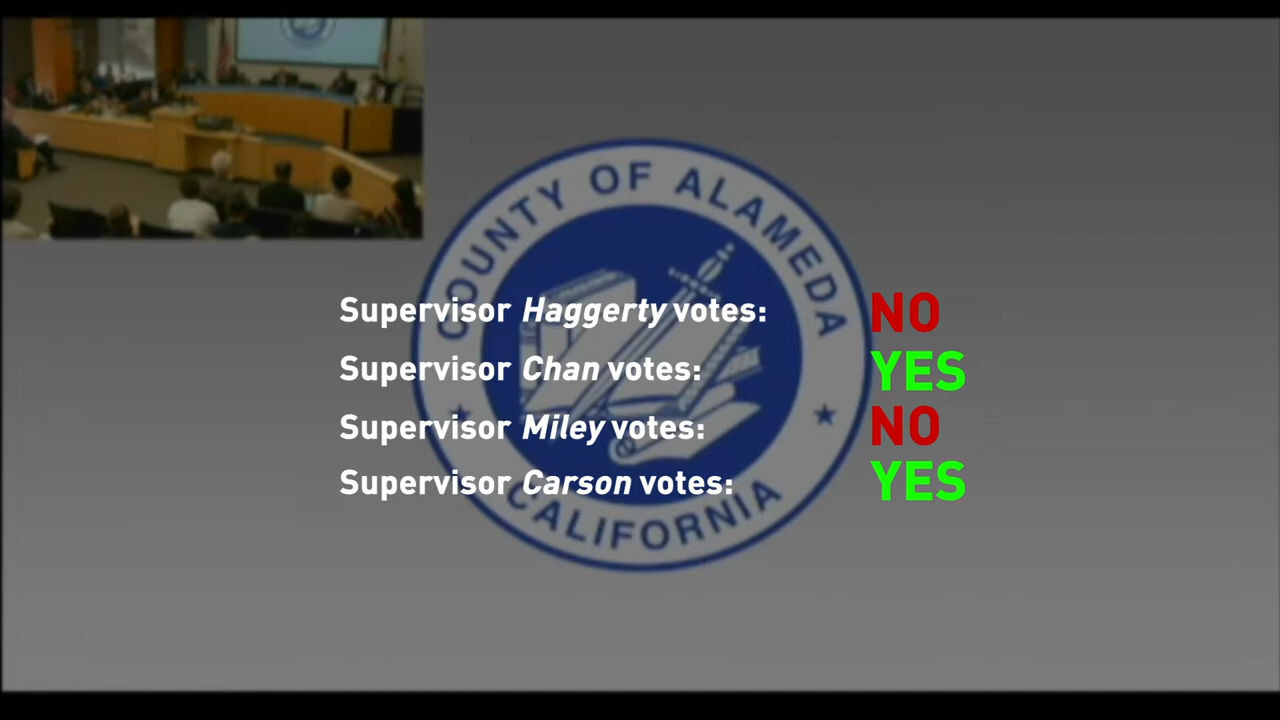 COUNTY OF ALAMEDA
Supervisor Haggerty votes: NO
Supervisor Chan votes: YES
Supervisor Miley votes: NO
Supervisor Carson votes: YES
CALIFORNIA